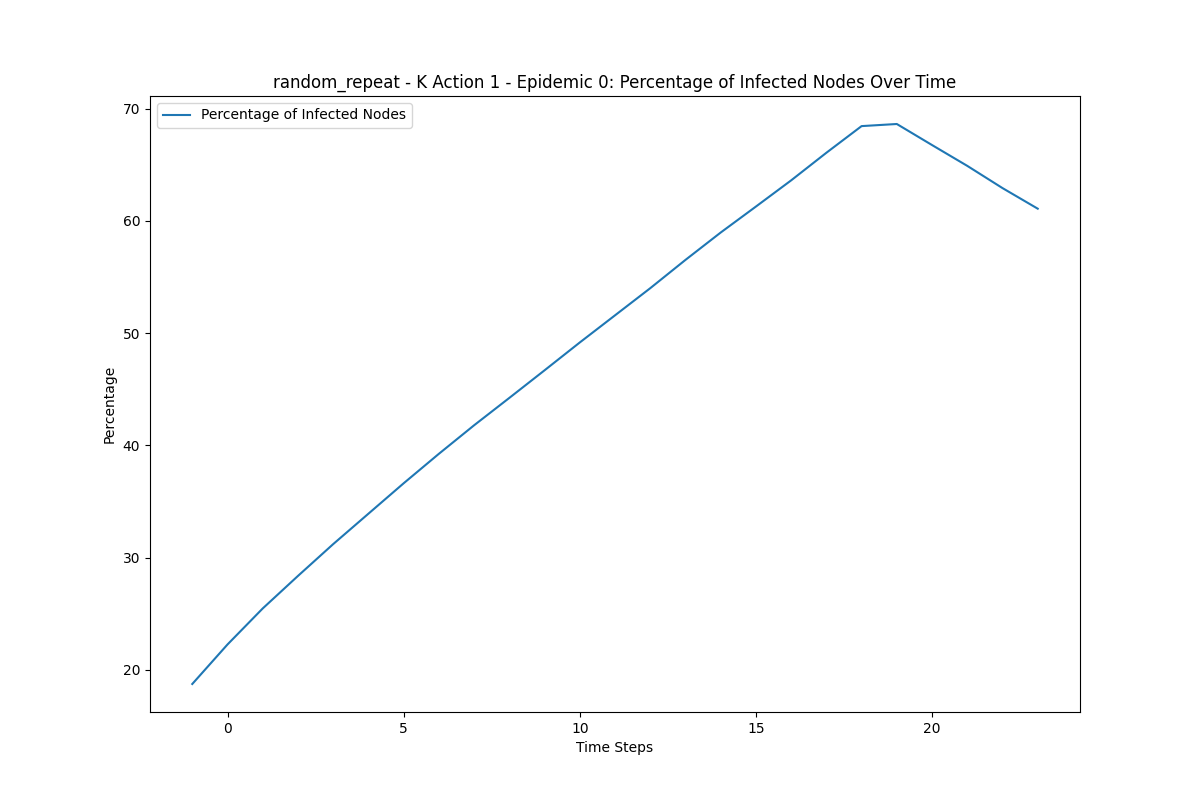 random_repeat - K Action 1 - Epidemic 0: Percentage of Infected Nodes Over Time
Percentage of Infected Nodes
70
60
50
40
30
20
Percentage
0 5 10 15 20
Time Steps